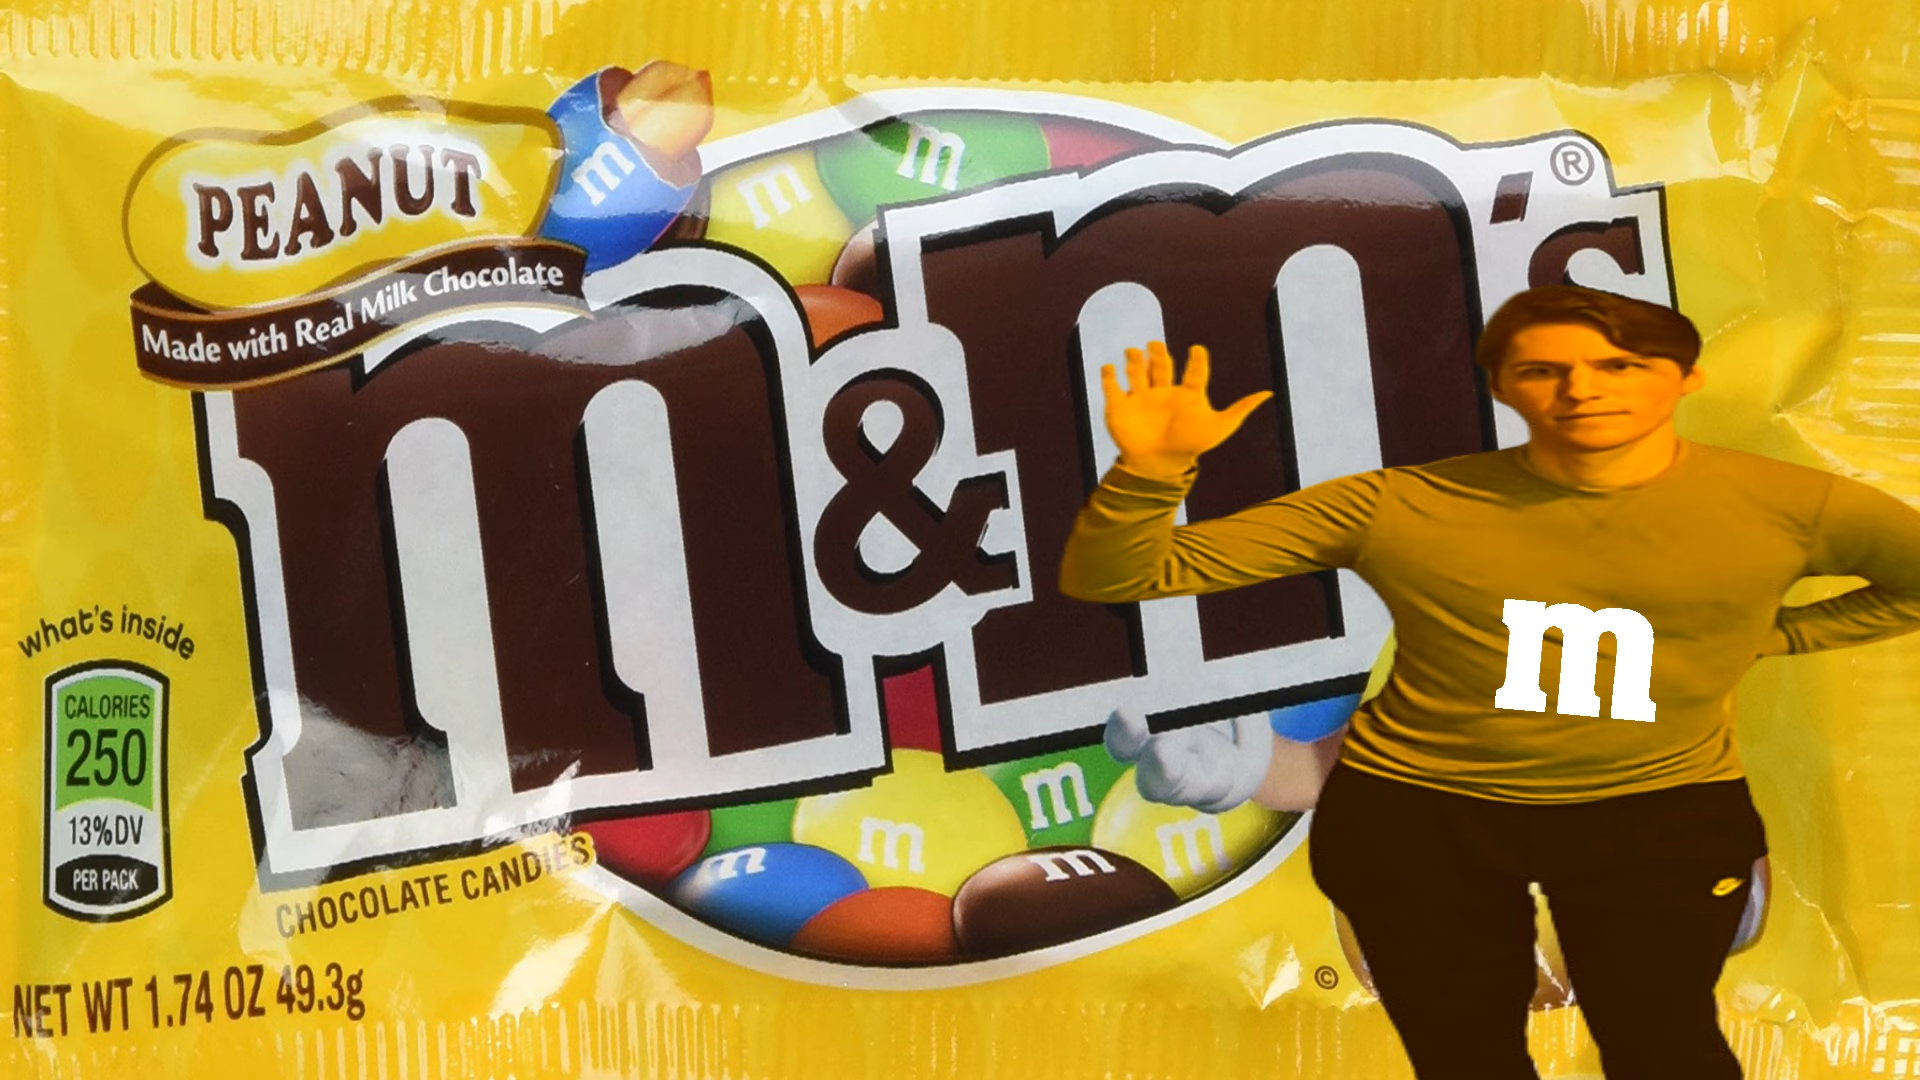 PEANUT
Made with Real Milk Chocolate
m
m
m
m&m's®
what's inside
CALORIES
250
13%DV
PER PACK
m
m
m
m
m
m
CHOCOLATE CANDIES
NET WT 1.74 OZ 49.3g
©